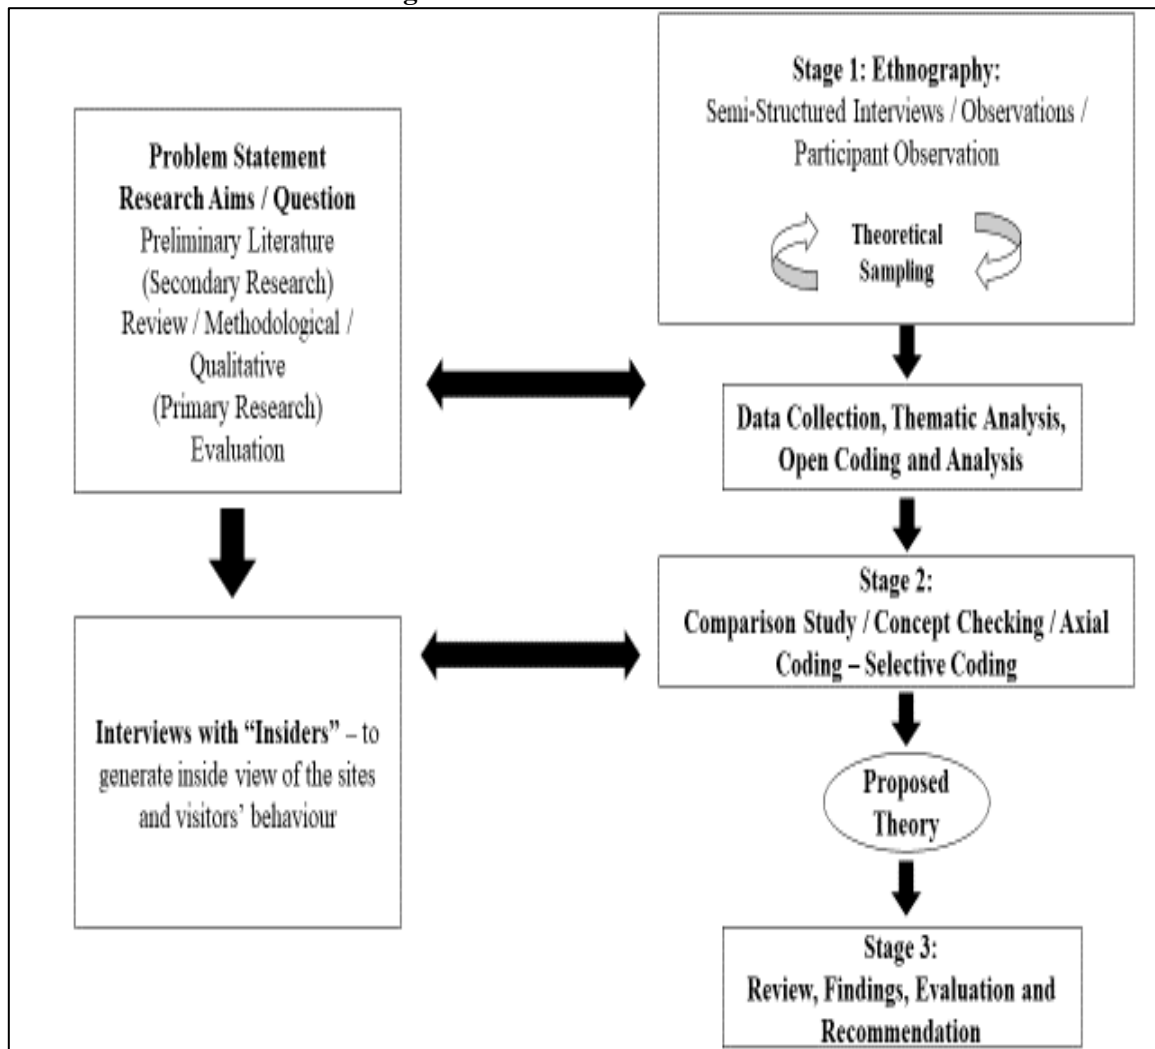 Problem Statement
Research Aims / Question
Preliminary Literature
(Secondary Research)
Review / Methodological /
Qualitative
(Primary Research)
Evaluation
Interviews with “Insiders” – to
generate inside view of the sites
and visitors’ behaviour
Stage 1: Ethnography:
Semi-Structured Interviews / Observations /
Participant Observation
Theoretical
Sampling
Data Collection, Thematic Analysis,
Open Coding and Analysis
Stage 2:
Comparison Study / Concept Checking / Axial
Coding – Selective Coding
Proposed
Theory
Stage 3:
Review, Findings, Evaluation and
Recommendation